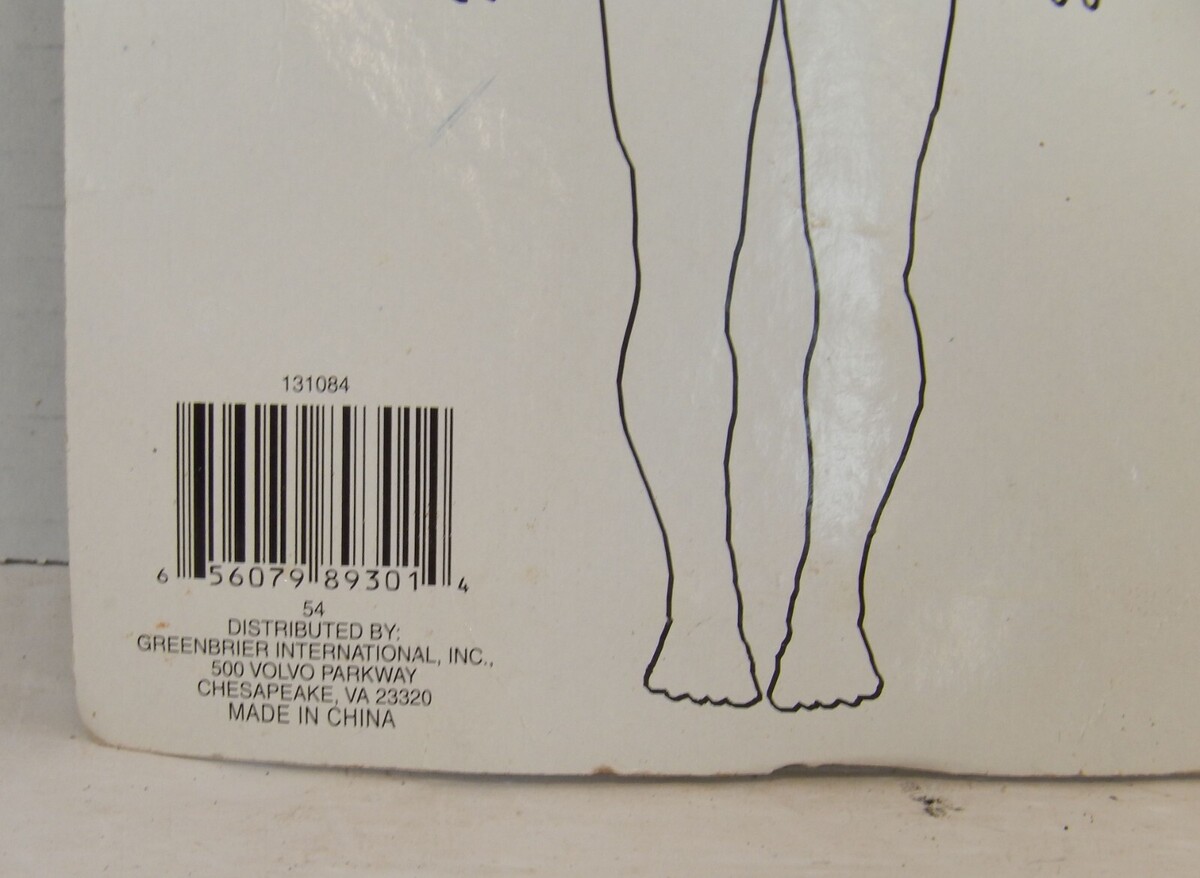 131084
6 56079 89301 4
54
DISTRIBUTED BY:
GREENBRIER INTERNATIONAL, INC.,
500 VOLVO PARKWAY
CHESAPEAKE, VA 23320
MADE IN CHINA